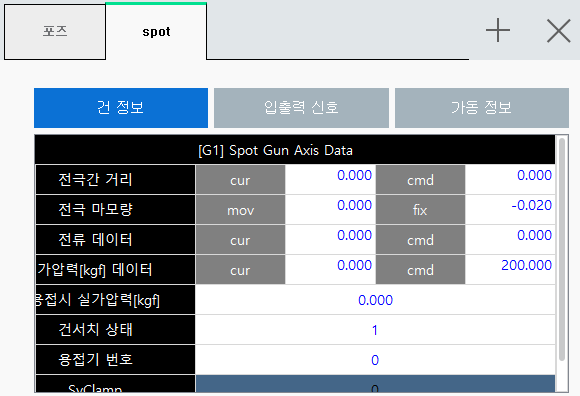 포즈
spot
건 정보
입출력 신호
가동 정보
[G1] Spot Gun Axis Data
전극간 거리 cur 0.000 cmd 0.000
전극 마모량 mov 0.000 fix -0.020
전류 데이터 cur 0.000 cmd 0.000
가압력[kgf] 데이터 cur 0.000 cmd 200.000
용접시 실가압력[kgf] 0.000
건서치 상태 1
용접기 번호 0
SvClamp 0